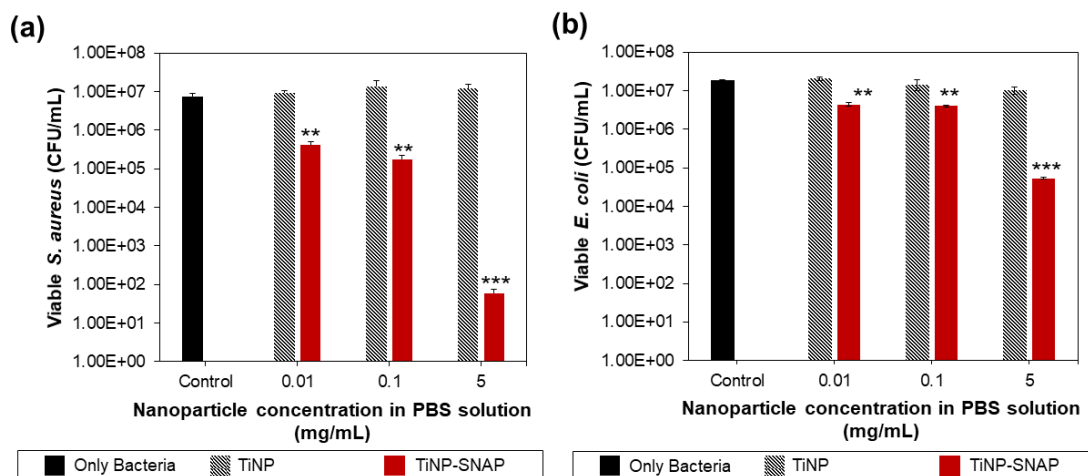 (a)
Viable S. aureus (CFU/mL)
1.00E+08
1.00E+07
1.00E+06
1.00E+05
1.00E+04
1.00E+03
1.00E+02
1.00E+01
1.00E+00
**
**
***
Control 0.01 0.1 5
Nanoparticle concentration in PBS solution
(mg/mL)
Only Bacteria TiNP TiNP-SNAP
(b)
Viable E. coli (CFU/mL)
1.00E+08
1.00E+07
1.00E+06
1.00E+05
1.00E+04
1.00E+03
1.00E+02
1.00E+01
1.00E+00
**
**
***
Control 0.01 0.1 5
Nanoparticle concentration in PBS solution
(mg/mL)
Only Bacteria TiNP TiNP-SNAP